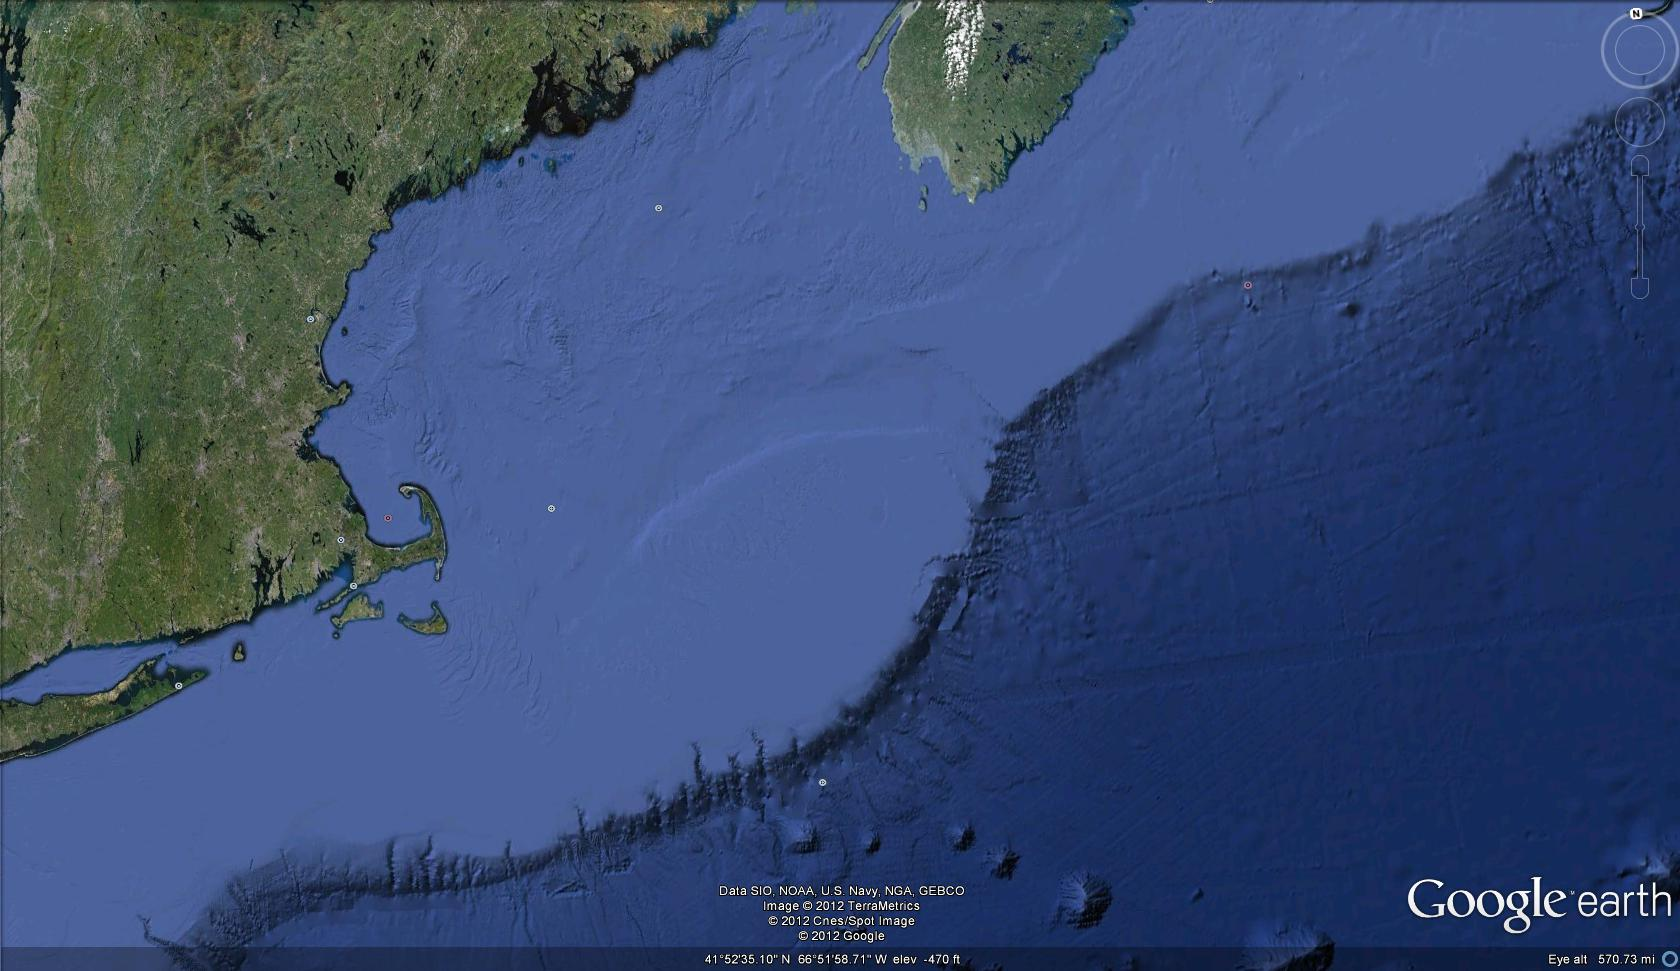 N
Data SIO, NOAA, U.S. Navy, NGA, GEBCO
Image © 2012 TerraMetrics
© 2012 Cnes/Spot Image
© 2012 Google
Google™ earth
41°52'35.10" N 66°51'58.71" W elev -470 ft
Eye alt 570.73 mi